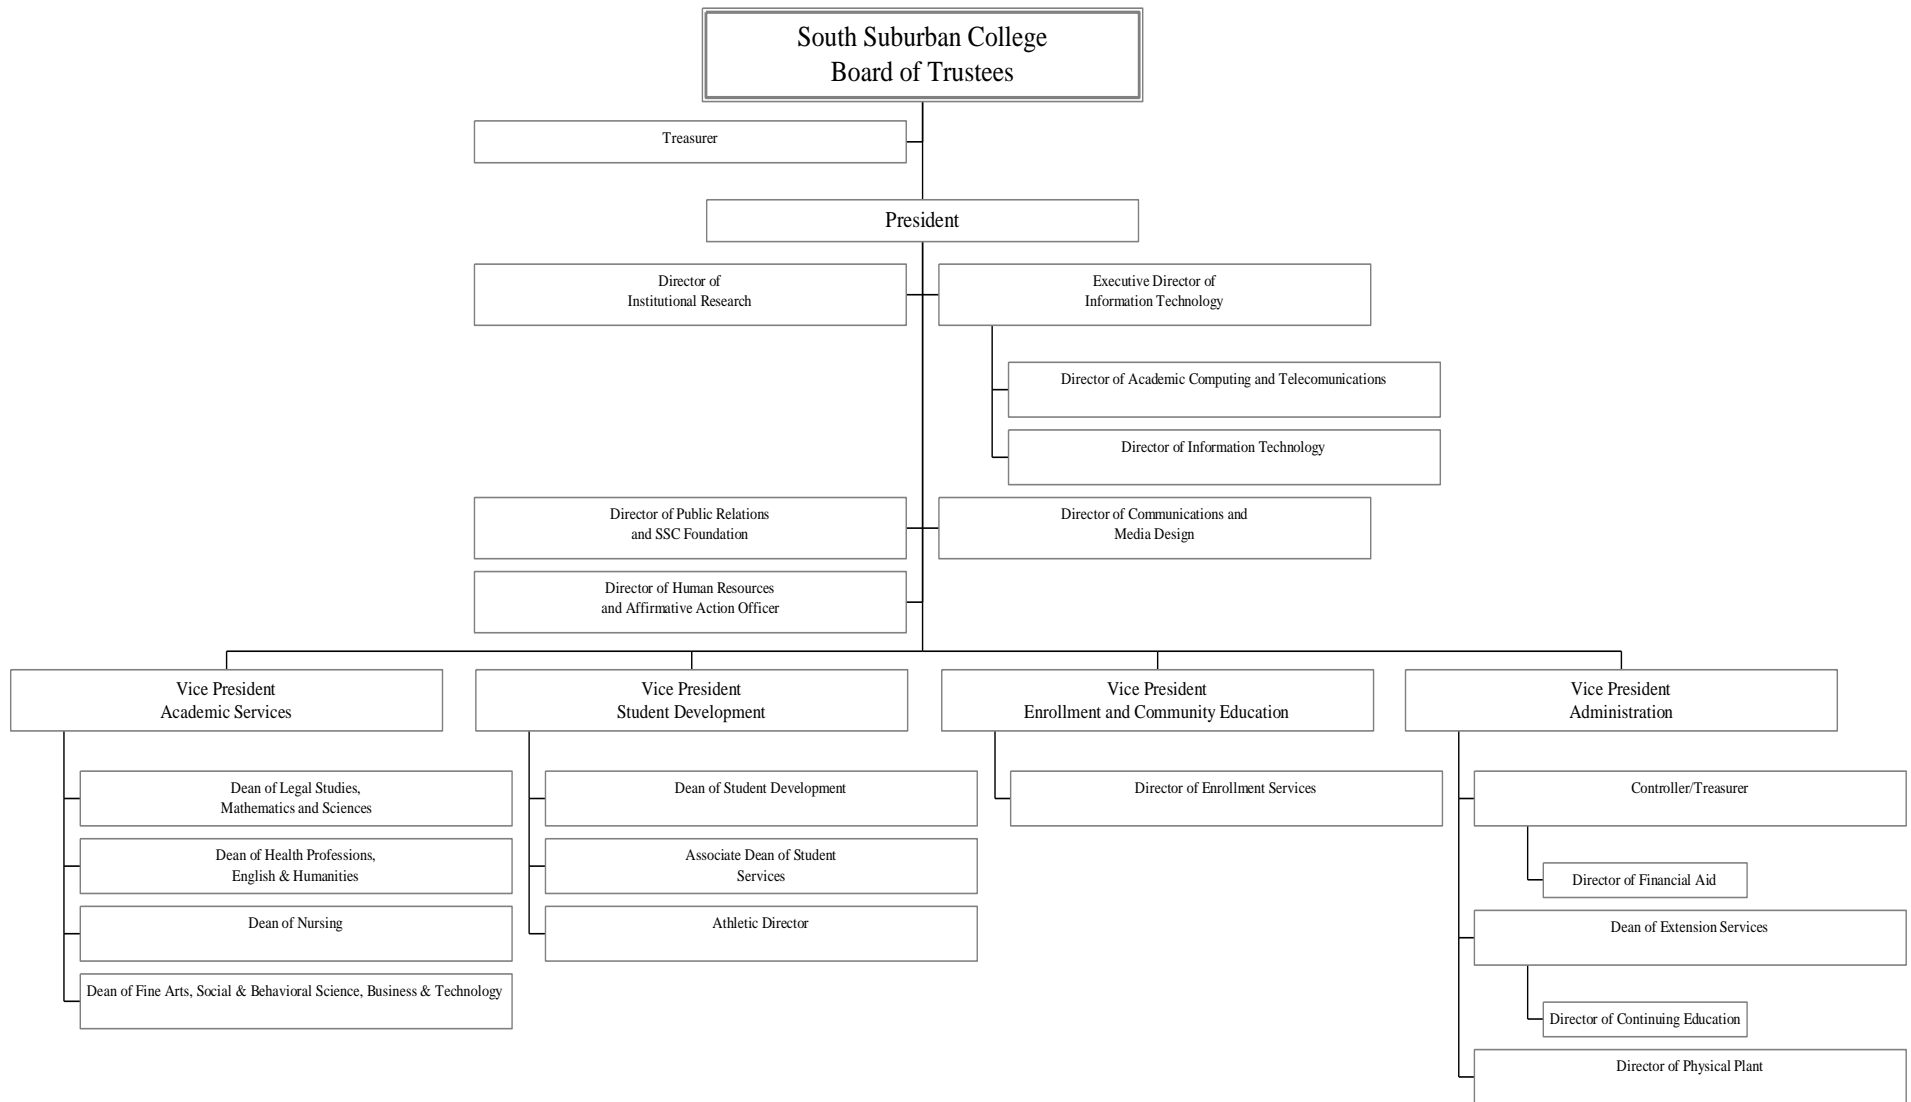 South Suburban College
Board of Trustees
Treasurer
President
Director of
Institutional Research
Executive Director of
Information Technology
Director of Academic Computing and Telecomunications
Director of Information Technology
Director of Public Relations
and SSC Foundation
Director of Communications and
Media Design
Director of Human Resources
and Affirmative Action Officer
Vice President
Academic Services
Dean of Legal Studies,
Mathematics and Sciences
Dean of Health Professions,
English & Humanities
Dean of Nursing
Dean of Fine Arts, Social & Behavioral Science, Business & Technology
Vice President
Student Development
Dean of Student Development
Associate Dean of Student
Services
Athletic Director
Vice President
Enrollment and Community Education
Director of Enrollment Services
Vice President
Administration
Controller/Treasurer
Director of Financial Aid
Dean of Extension Services
Director of Continuing Education
Director of Physical Plant